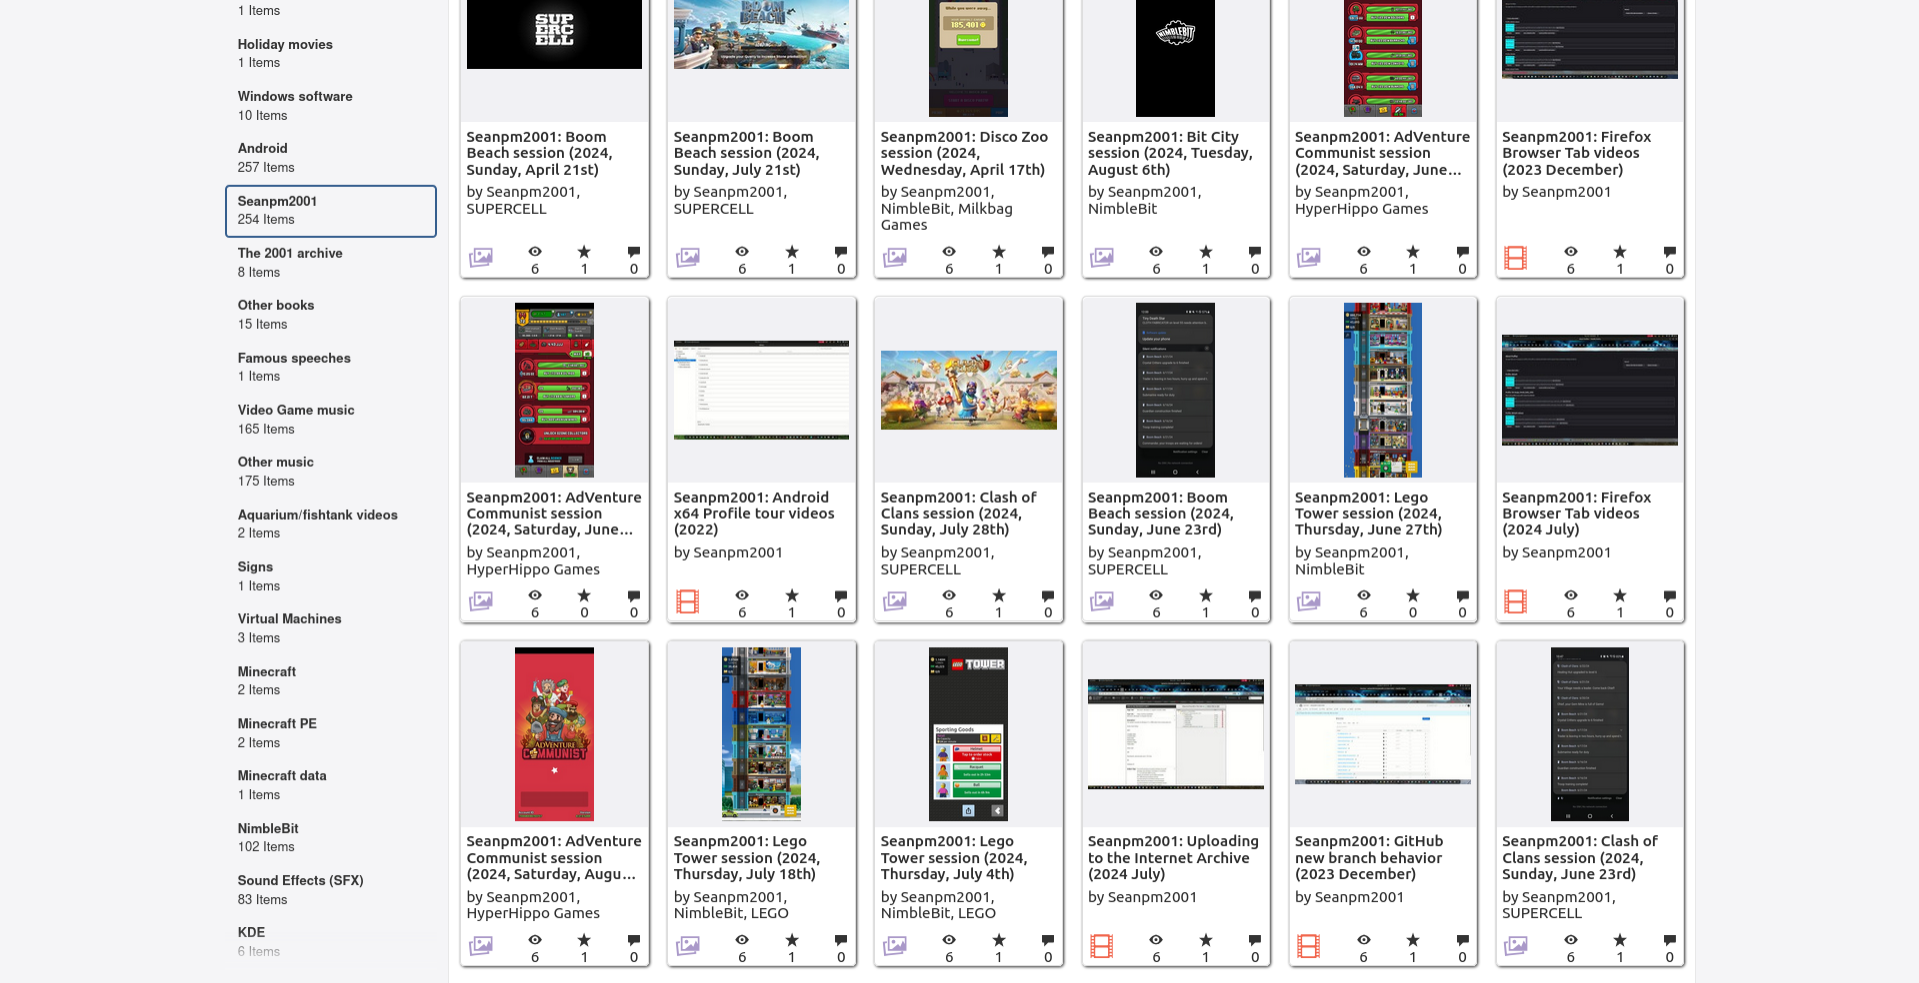 1 Items
Holiday movies
1 Items
Windows software
10 Items
Android
257 Items
Seanpm2001
254 Items
The 2001 archive
8 Items
Other books
15 Items
Famous speeches
1 Items
Video Game music
165 Items
Other music
175 Items
Aquarium/fishtank videos
2 Items
Signs
1 Items
Virtual Machines
3 Items
Minecraft
2 Items
Minecraft PE
2 Items
Minecraft data
1 Items
NimbleBit
102 Items
Sound Effects (SFX)
83 Items
KDE
6 Items
SUP
ERC
ELL
Seanpm2001: Boom
Beach session (2024,
Sunday, April 21st)
by Seanpm2001,
SUPERCELL
6 1 0
BEACH
Seanpm2001: Boom
Beach session (2024,
Sunday, July 21st)
by Seanpm2001,
SUPERCELL
6 1 0
185,401
Seanpm2001: Disco Zoo
session (2024,
Wednesday, April 17th)
by Seanpm2001,
NimbleBit, Milkbag
Games
6 1 0
NIMBLEBIT
Seanpm2001: Bit City
session (2024, Tuesday,
August 6th)
by Seanpm2001,
NimbleBit
6 1 0
Seanpm2001: AdVenture
Communist session
(2024, Saturday, June...
by Seanpm2001,
HyperHippo Games
6 1 0
Seanpm2001: Firefox
Browser Tab videos
(2023 December)
by Seanpm2001
6 1 0
Seanpm2001: AdVenture
Communist session
(2024, Saturday, June...
by Seanpm2001,
HyperHippo Games
6 0 0
Seanpm2001: Android
x64 Profile tour videos
(2022)
by Seanpm2001
6 1 0
Seanpm2001: Clash of
Clans session (2024,
Sunday, July 28th)
by Seanpm2001,
SUPERCELL
6 1 0
Seanpm2001: Boom
Beach session (2024,
Sunday, June 23rd)
by Seanpm2001,
SUPERCELL
6 1 0
Seanpm2001: Lego
Tower session (2024,
Thursday, June 27th)
by Seanpm2001,
NimbleBit
6 0 0
Seanpm2001: Firefox
Browser Tab videos
(2024 July)
by Seanpm2001
6 1 0
ADVENTURE
COMMUNIST
Seanpm2001: AdVenture
Communist session
(2024, Saturday, Augu...
by Seanpm2001,
HyperHippo Games
6 1 0
Seanpm2001: Lego
Tower session (2024,
Thursday, July 18th)
by Seanpm2001,
NimbleBit, LEGO
6 1 0
LEGO TOWER
Sporting Goods
Seanpm2001: Lego
Tower session (2024,
Thursday, July 4th)
by Seanpm2001,
NimbleBit, LEGO
6 1 0
Seanpm2001: Uploading
to the Internet Archive
(2024 July)
by Seanpm2001
6 1 0
Seanpm2001: GitHub
new branch behavior
(2023 December)
by Seanpm2001
6 1 0
Seanpm2001: Clash of
Clans session (2024,
Sunday, June 23rd)
by Seanpm2001,
SUPERCELL
6 1 0